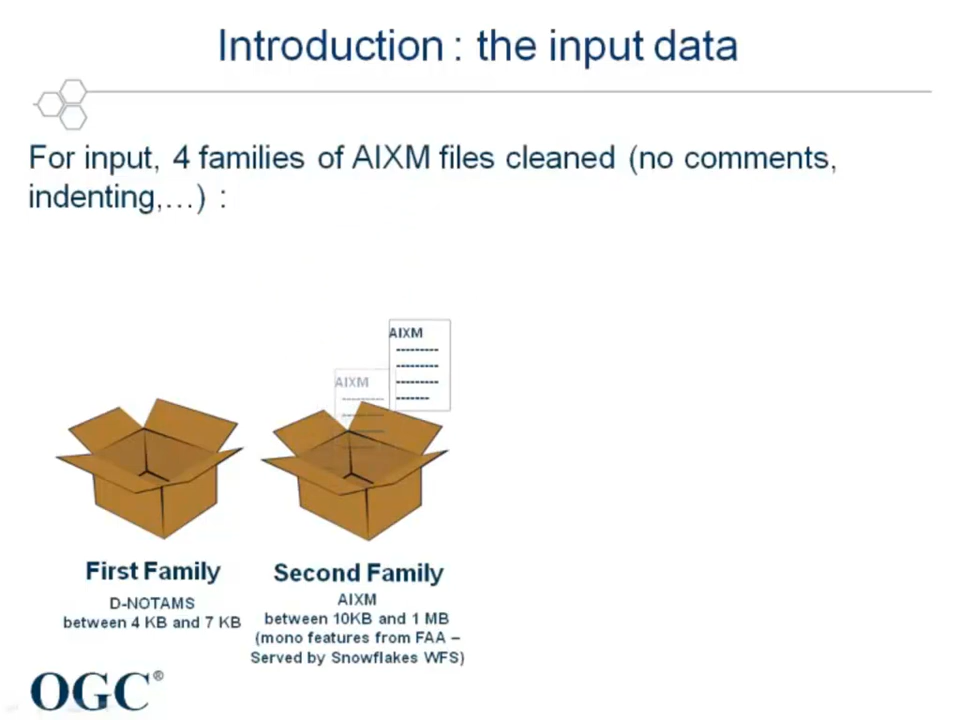 Introduction : the input data
For input, 4 families of AIXM files cleaned (no comments,
indenting,...) :
AIXM
AIXM
First Family
D-NOTAMS
between 4 KB and 7 KB
Second Family
AIXM
between 10KB and 1 MB
(mono features from FAA –
Served by Snowflakes WFS)
OGC®